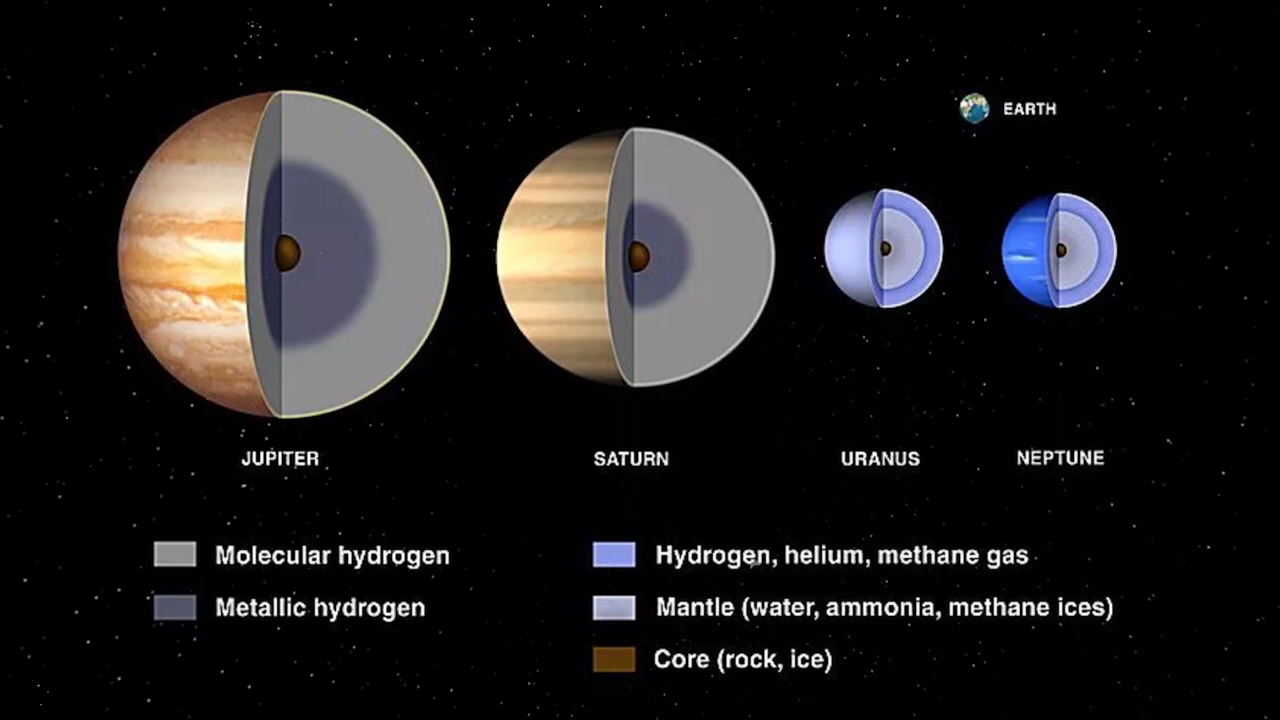 EARTH
JUPITER
SATURN
URANUS
NEPTUNE
Molecular hydrogen
Metallic hydrogen
Hydrogen, helium, methane gas
Mantle (water, ammonia, methane ices)
Core (rock, ice)